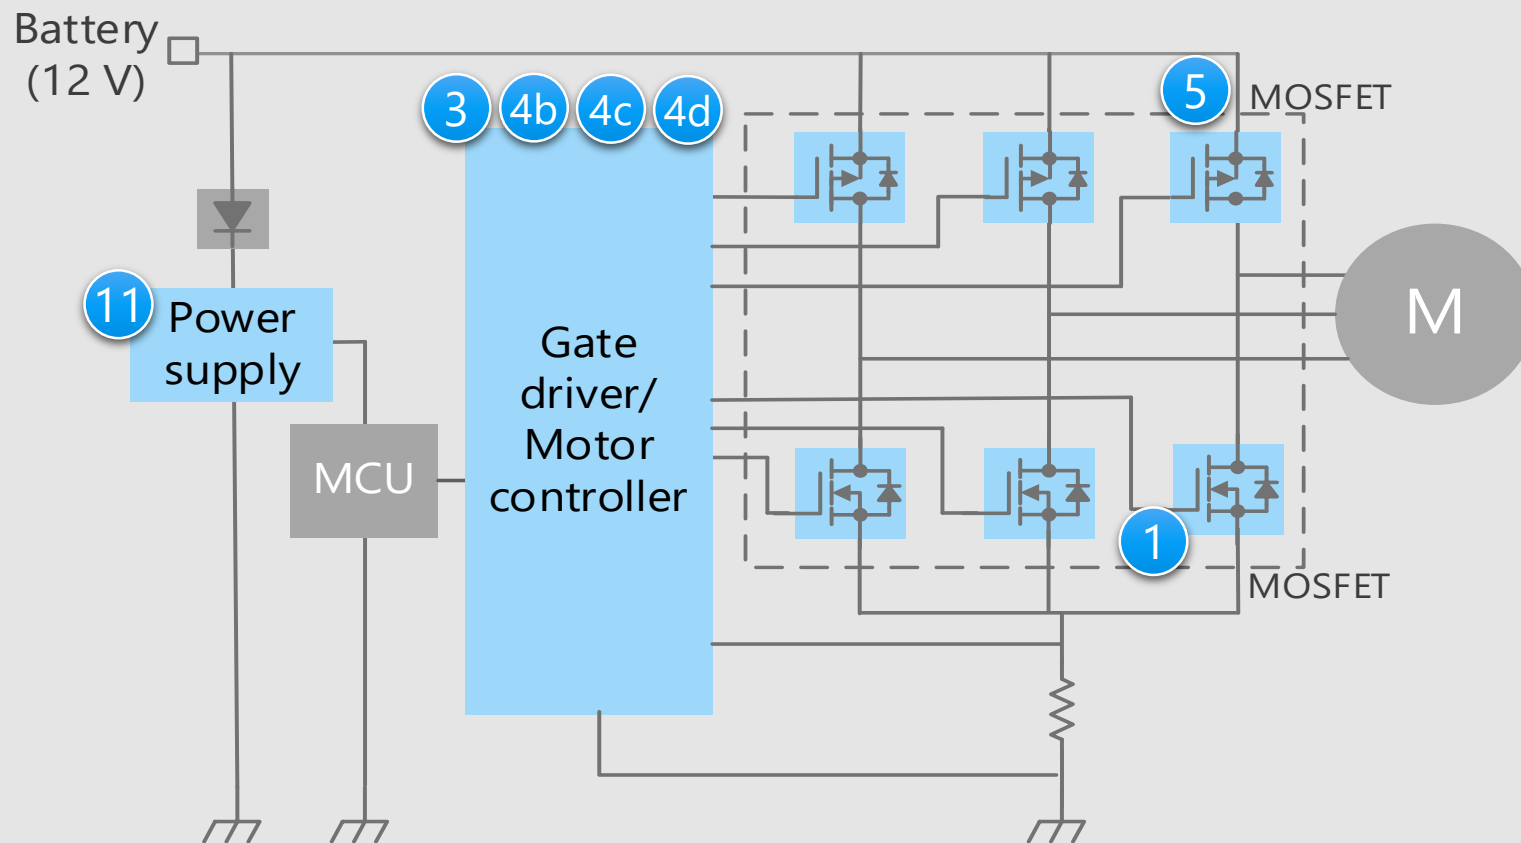 Battery
(12 V)
3
4b
4c
4d
5
MOSFET
11
Power
supply
Gate
driver/
Motor
controller
M
MCU
1
MOSFET